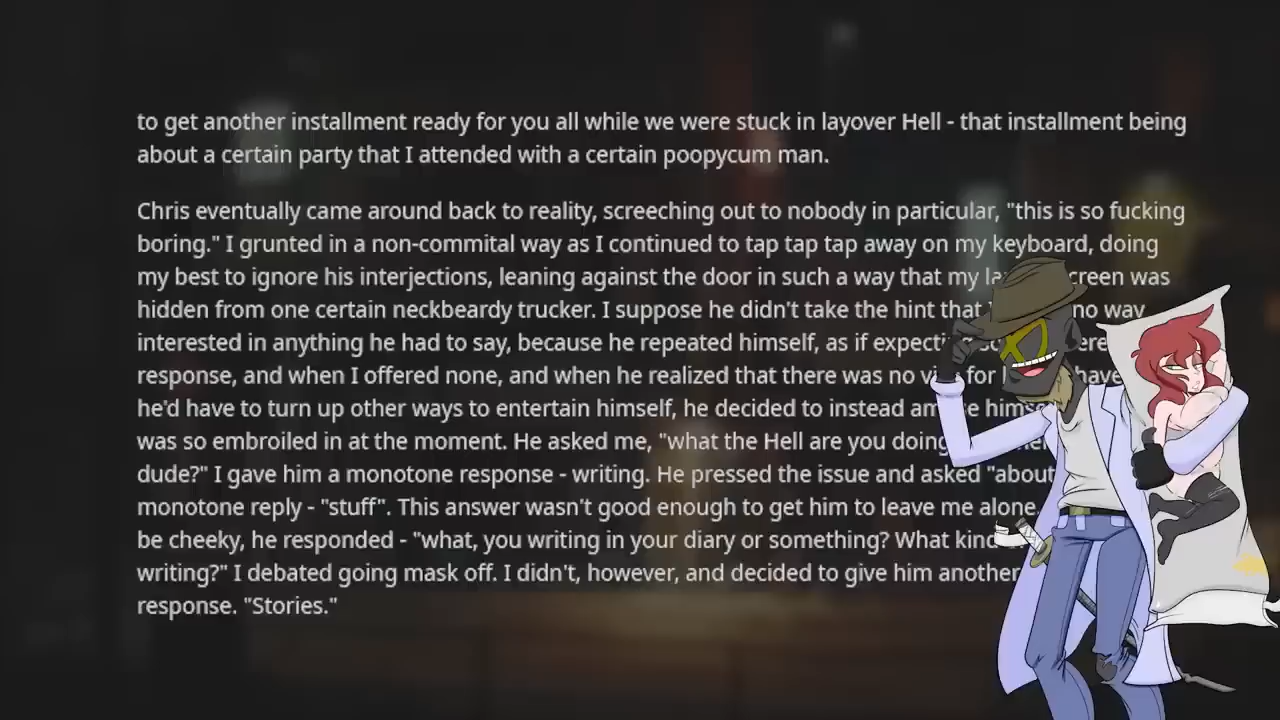 to get another installment ready for you all while we were stuck in layover Hell - that installment being
about a certain party that I attended with a certain poopycum man.
Chris eventually came around back to reality, screeching out to nobody in particular, "this is so fucking
boring." I grunted in a non-commital way as I continued to tap tap tap away on my keyboard, doing
my best to ignore his interjections, leaning against the door in such a way that my screen was
hidden from one certain neckbeardy trucker. I suppose he didn't take the hint that no way
interested in anything he had to say, because he repeated himself, as if
response, and when I offered none, and when he realized that there was no for have
he'd have to turn up other ways to entertain himself, he decided to instead
was so embroiled in at the moment. He asked me, "what the Hell are you doing
dude?" I gave him a monotone response - writing. He pressed the issue and asked "about
monotone reply - "stuff". This answer wasn't good enough to get him to leave me alone.
be cheeky, he responded - "what, you writing in your diary or something? What kind
writing?" I debated going mask off. I didn't, however, and decided to give him another
response. "Stories."